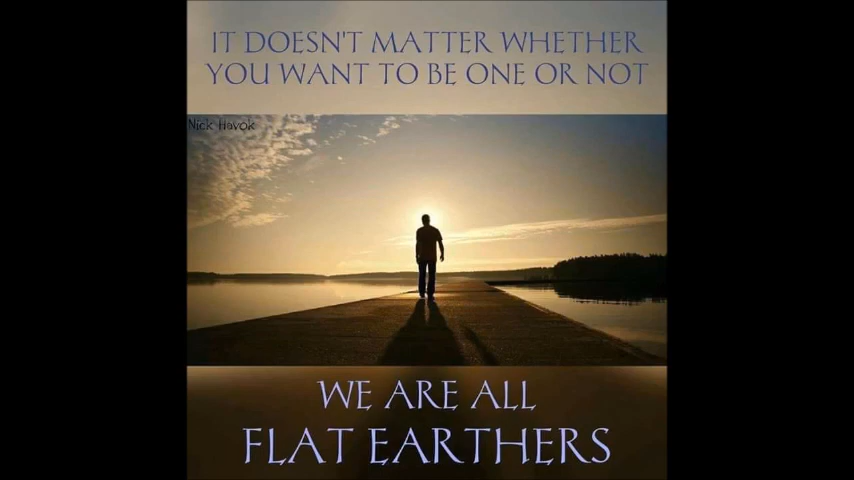 IT DOESN'T MATTER WHETHER
YOU WANT TO BE ONE OR NOT
Nick Havok
WE ARE ALL
FLAT EARTHERS